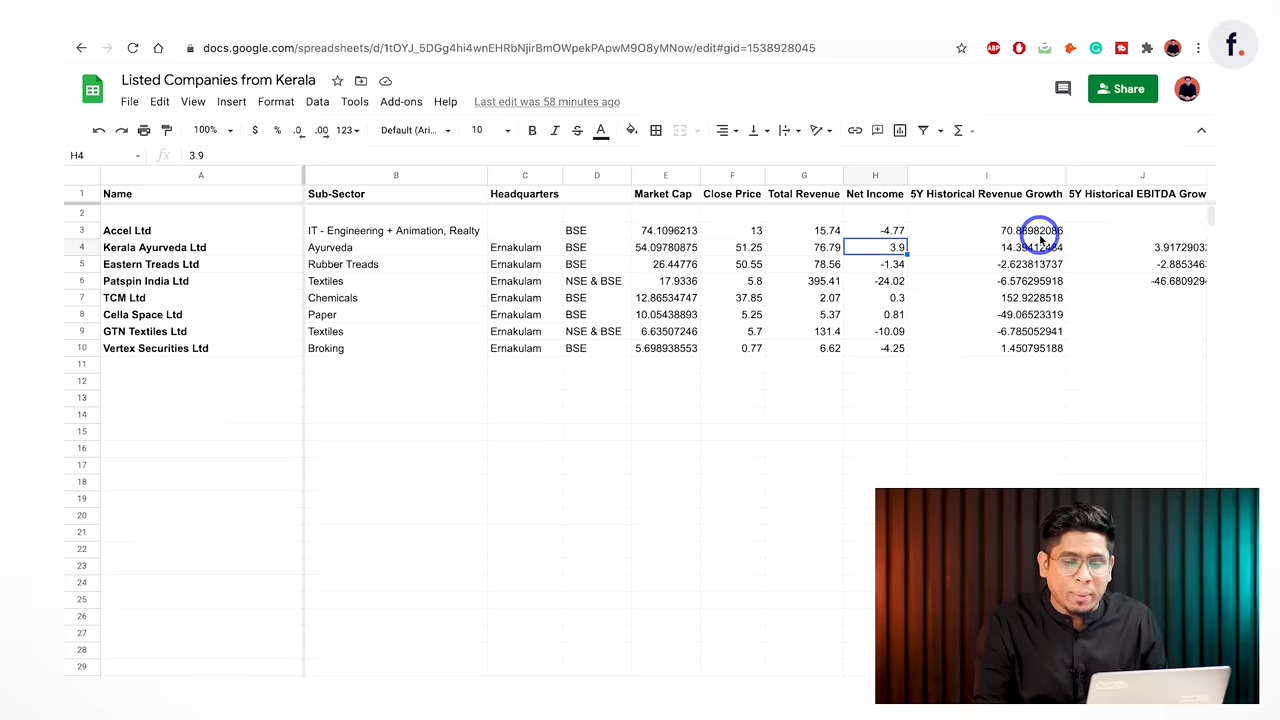 f.
docs.google.com/spreadsheets/d/1tOYJ_5DGg4hi4wnEHRbNjirBmOWpekPApwM9O8yMNow/edit#gid=1538928045
Listed Companies from Kerala
File Edit View Insert Format Data Tools Add-ons Help Last edit was 58 minutes ago
Share
100% $ % .0 .00 123 Default (Ari... 10 B I S A
H4 fx 3.9
A B C D E F G H I J
1 Name Sub-Sector Headquarters Market Cap Close Price Total Revenue Net Income 5Y Historical Revenue Growth 5Y Historical EBITDA Grow
2
3 Accel Ltd IT - Engineering + Animation, Realty BSE 74.1096213 13 15.74 -4.77 70.88982086
4 Kerala Ayurveda Ltd Ayurveda Ernakulam BSE 54.09780875 51.25 76.79 3.9 14.39412484 3.9172903
5 Eastern Treads Ltd Rubber Treads Ernakulam BSE 26.44776 50.55 78.56 -1.34 -2.623813737 -2.885346
6 Patspin India Ltd Textiles Ernakulam NSE & BSE 17.9336 5.8 395.41 -24.02 -6.576295918 -46.680929
7 TCM Ltd Chemicals Ernakulam BSE 12.86534747 37.85 2.07 0.3 152.9228518
8 Cella Space Ltd Paper Ernakulam BSE 10.05438893 5.25 5.37 0.81 -49.06523319
9 GTN Textiles Ltd Textiles Ernakulam NSE & BSE 6.63507246 5.7 131.4 -10.09 -6.785052941
10 Vertex Securities Ltd Broking Ernakulam BSE 5.698938553 0.77 6.62 -4.25 1.450795188
11
12
13
14
15
16
17
18
19
20
21
22
23
24
25
26
27
28
29